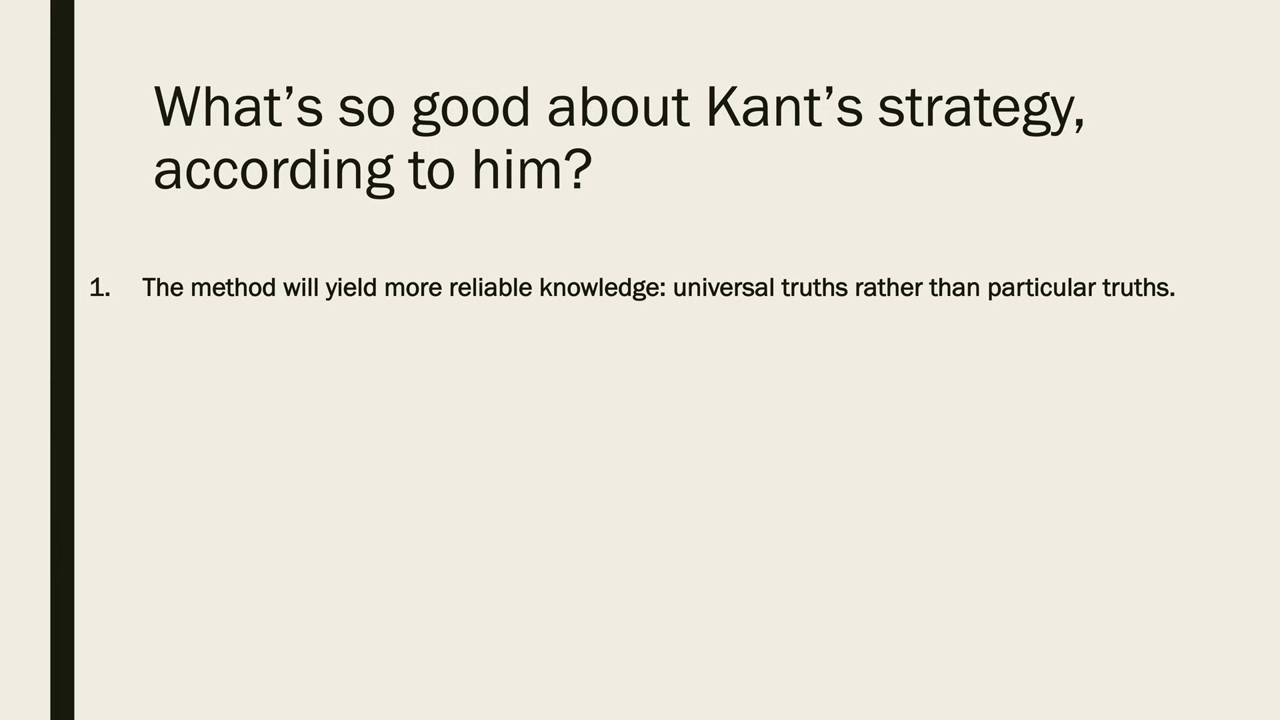 What’s so good about Kant’s strategy,
according to him?
1. The method will yield more reliable knowledge: universal truths rather than particular truths.